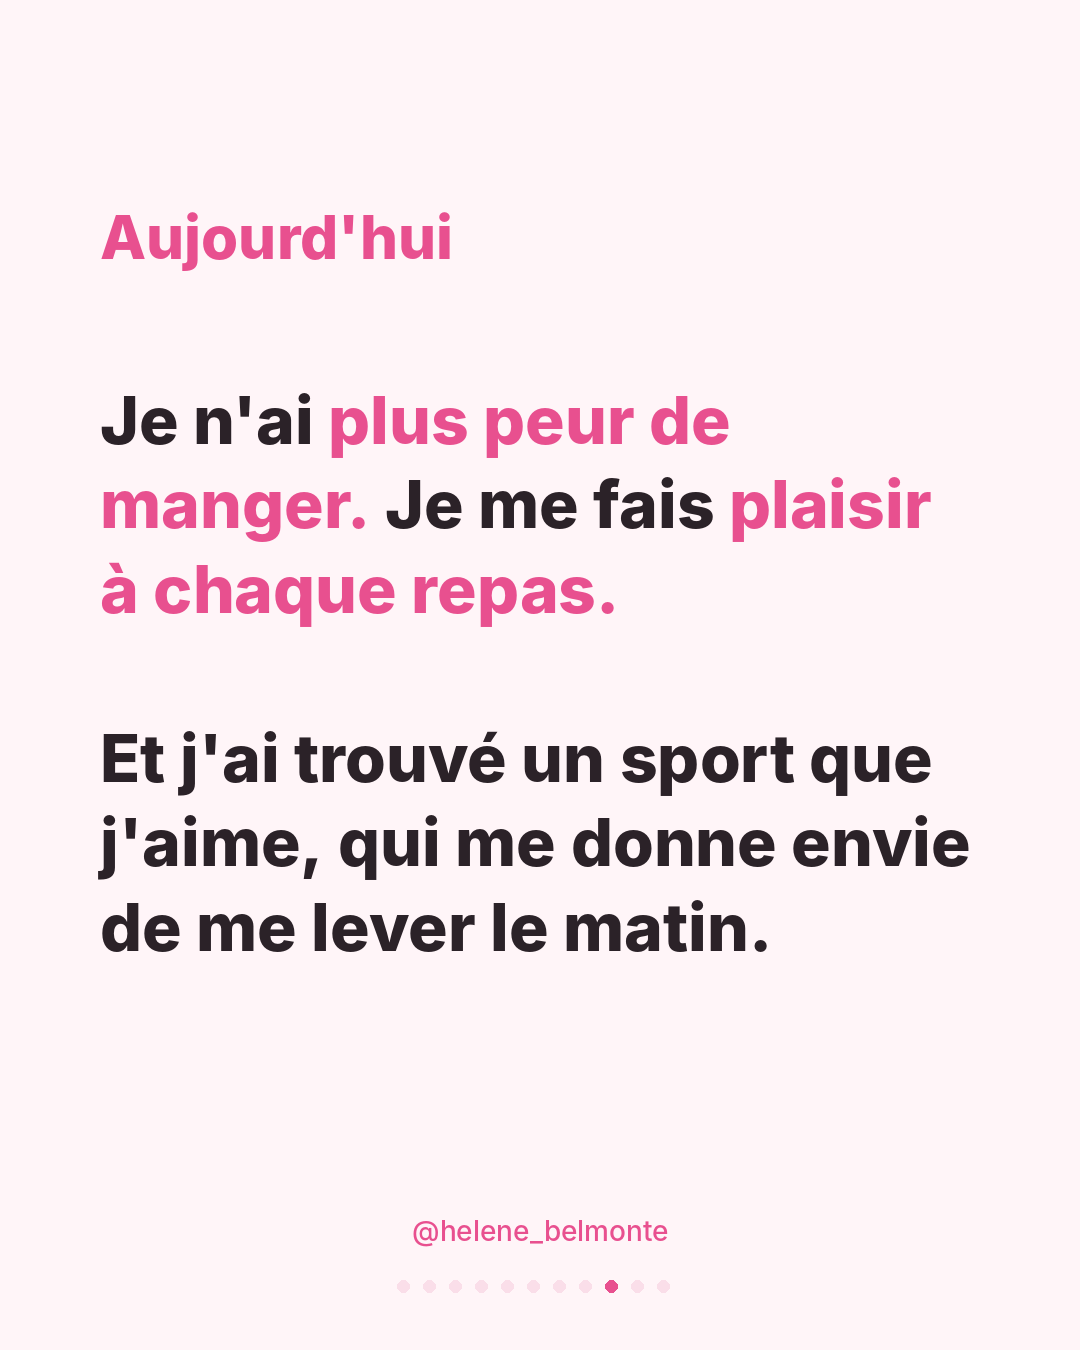 Aujourd'hui
Je n'ai plus peur de
manger. Je me fais plaisir
à chaque repas.
Et j'ai trouvé un sport que
j'aime, qui me donne envie
de me lever le matin.
@helene_belmonte